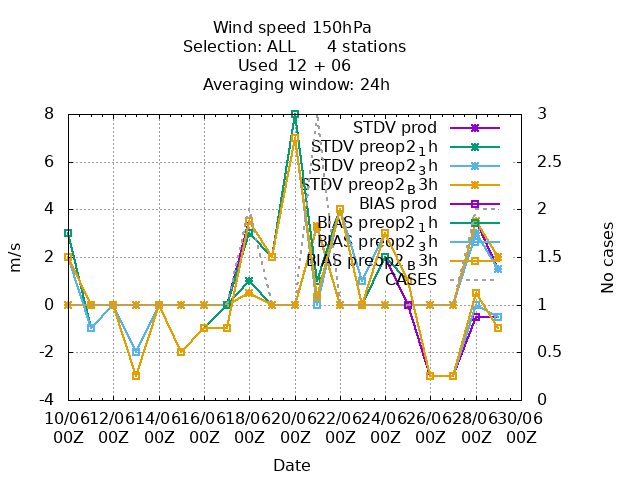 Wind speed 150hPa
Selection: ALL 4 stations
Used 12 + 06
Averaging window: 24h
8
6
4
2
0
-2
-4
m/s
3
2.5
2
1.5
1
0.5
0
No cases
STDV prod
STDV preop2₁h
STDV preop2₃h
STDV preop2_B3h
BIAS prod
BIAS preop2₁h
BIAS preop2₃h
BIAS preop2_B3h
CASES
10/06 12/06 14/06 16/06 18/06 20/06 22/06 24/06 26/06 28/06 30/06
00Z 00Z 00Z 00Z 00Z 00Z 00Z 00Z 00Z 00Z 00Z
Date